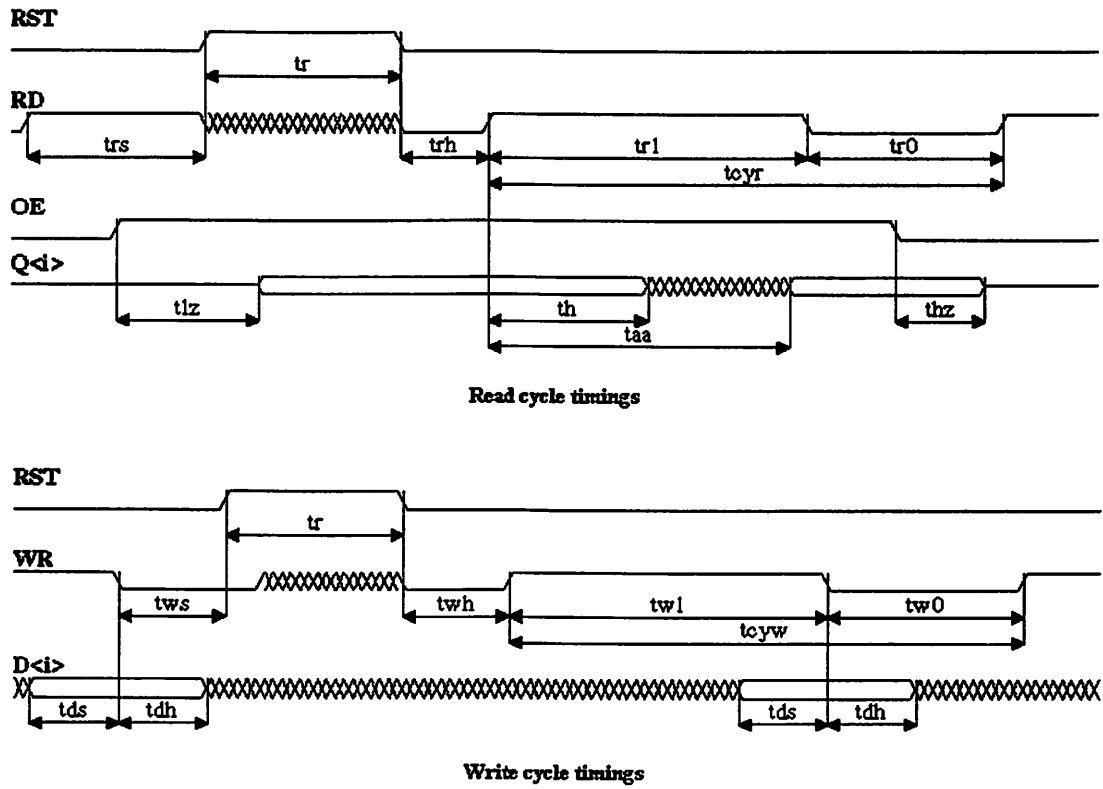 RST
tr
RD
trs trh tr1 tr0
tcyr
OE
Q<i>
tlz th thz
taa
Read cycle timings
RST
tr
WR
tws twh tw1 tw0
tcyw
D<i>
tds tdh tds tdh
Write cycle timings